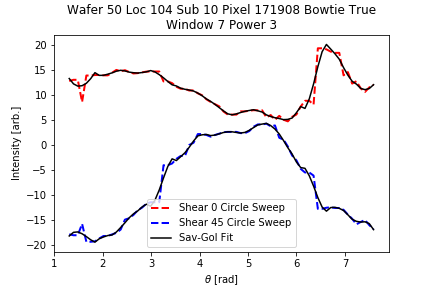 Wafer 50 Loc 104 Sub 10 Pixel 171908 Bowtie True
Window 7 Power 3
Intensity [arb.]
20
15
10
5
0
−5
−10
−15
−20
Shear 0 Circle Sweep
Shear 45 Circle Sweep
Sav-Gol Fit
1 2 3 4 5 6 7
θ [rad]